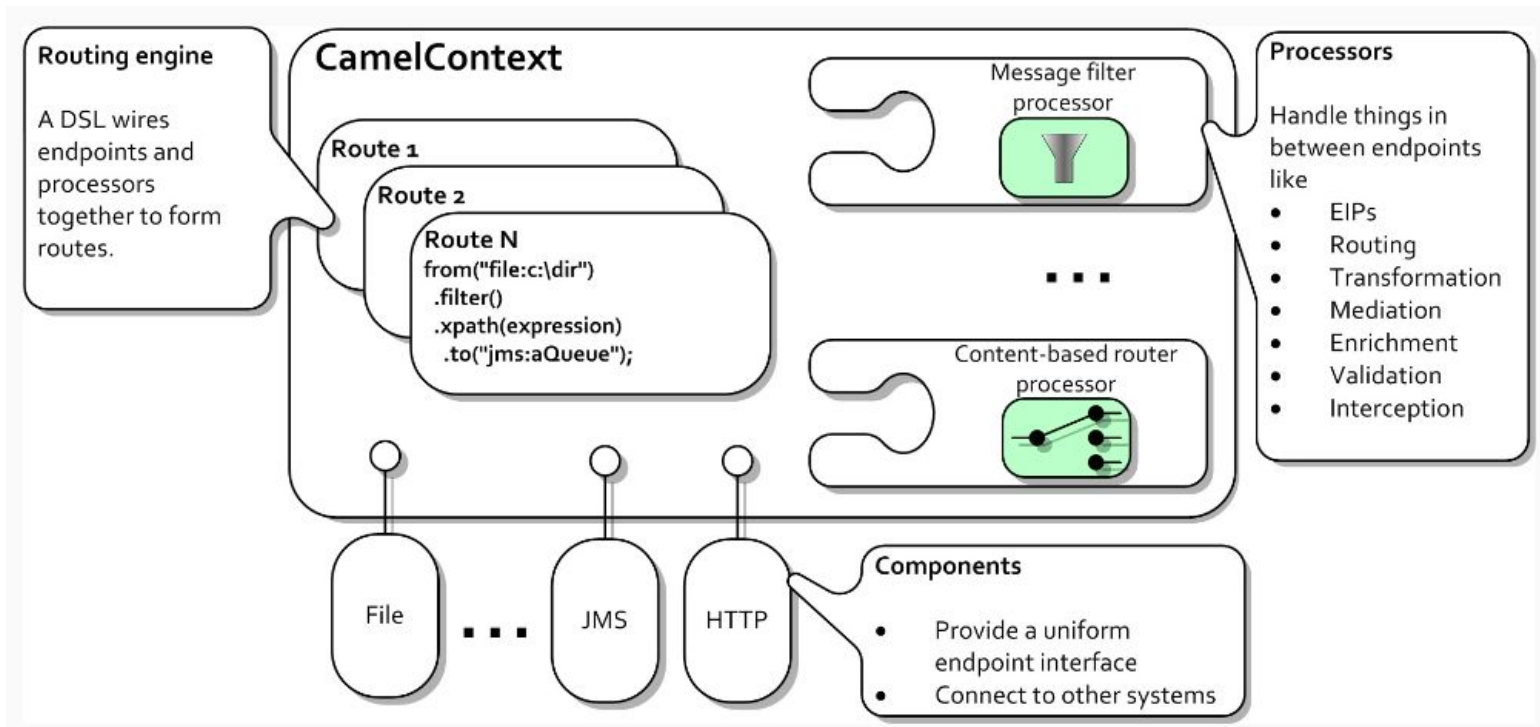 Routing engine
A DSL wires
endpoints and
processors
together to form
routes.
CamelContext
Route 1
Route 2
Route N
from("file:c:\dir")
.filter()
.xpath(expression)
.to("jms:aQueue");
Message filter
processor
...
Content-based router
processor
Processors
Handle things in
between endpoints
like
• EIPs
• Routing
• Transformation
• Mediation
• Enrichment
• Validation
• Interception
File
...
JMS
HTTP
Components
• Provide a uniform
endpoint interface
• Connect to other systems